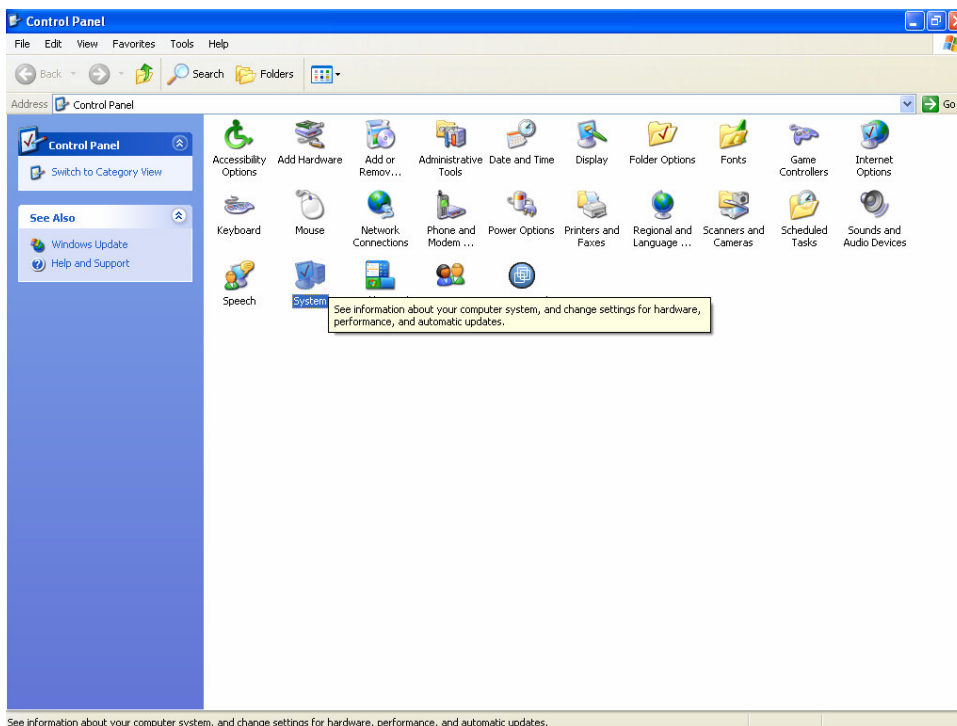 Control Panel
File Edit View Favorites Tools Help
Back Search Folders
Address Control Panel Go
Control Panel
Switch to Category View
See Also
Windows Update
Help and Support
Accessibility Options
Add Hardware
Add or Remov...
Administrative Tools
Date and Time
Display
Folder Options
Fonts
Game Controllers
Internet Options
Keyboard
Mouse
Network Connections
Phone and Modem ...
Power Options
Printers and Faxes
Regional and Language ...
Scanners and Cameras
Scheduled Tasks
Sounds and Audio Devices
Speech
System
See information about your computer system, and change settings for hardware,
performance, and automatic updates.
See information about your computer system, and change settings for hardware, performance, and automatic updates.